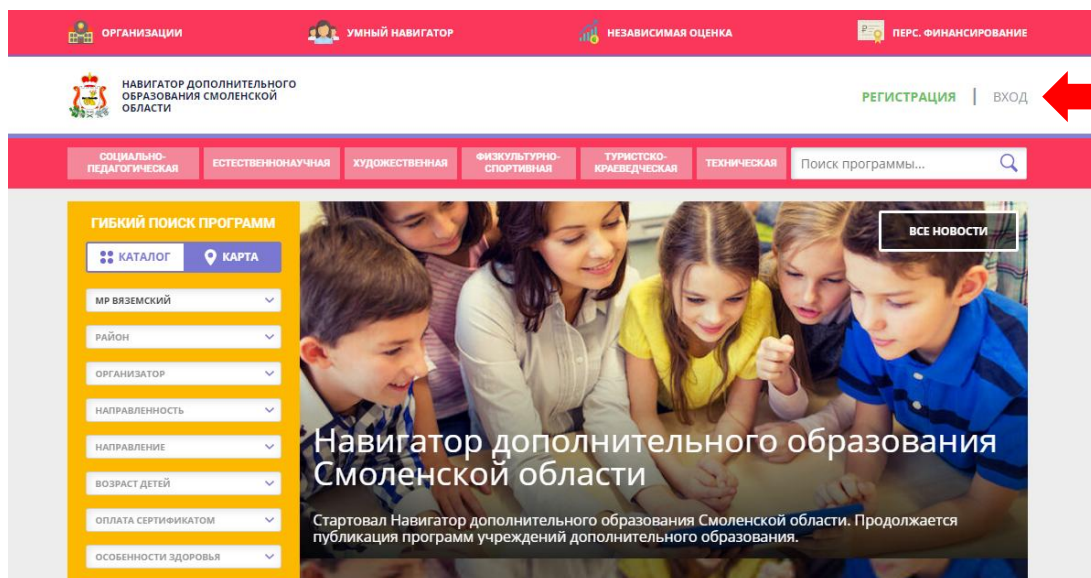 ОРГАНИЗАЦИИ
УМНЫЙ НАВИГАТОР
НЕЗАВИСИМАЯ ОЦЕНКА
ПЕРС. ФИНАНСИРОВАНИЕ
НАВИГАТОР ДОПОЛНИТЕЛЬНОГО
ОБРАЗОВАНИЯ СМОЛЕНСКОЙ
ОБЛАСТИ
РЕГИСТРАЦИЯ | ВХОД
СОЦИАЛЬНО-
ПЕДАГОГИЧЕСКАЯ
ЕСТЕСТВЕННОНАУЧНАЯ
ХУДОЖЕСТВЕННАЯ
ФИЗКУЛЬТУРНО-
СПОРТИВНАЯ
ТУРИСТСКО-
КРАЕВЕДЧЕСКАЯ
ТЕХНИЧЕСКАЯ
Поиск программы...
ГИБКИЙ ПОИСК ПРОГРАММ
КАТАЛОГ
КАРТА
МР ВЯЗЕМСКИЙ
РАЙОН
ОРГАНИЗАТОР
НАПРАВЛЕННОСТЬ
НАПРАВЛЕНИЕ
ВОЗРАСТ ДЕТЕЙ
ОПЛАТА СЕРТИФИКАТОМ
ОСОБЕННОСТИ ЗДОРОВЬЯ
ВСЕ НОВОСТИ
Навигатор дополнительного образования
Смоленской области
Стартовал Навигатор дополнительного образования Смоленской области. Продолжается
публикация программ учреждений дополнительного образования.